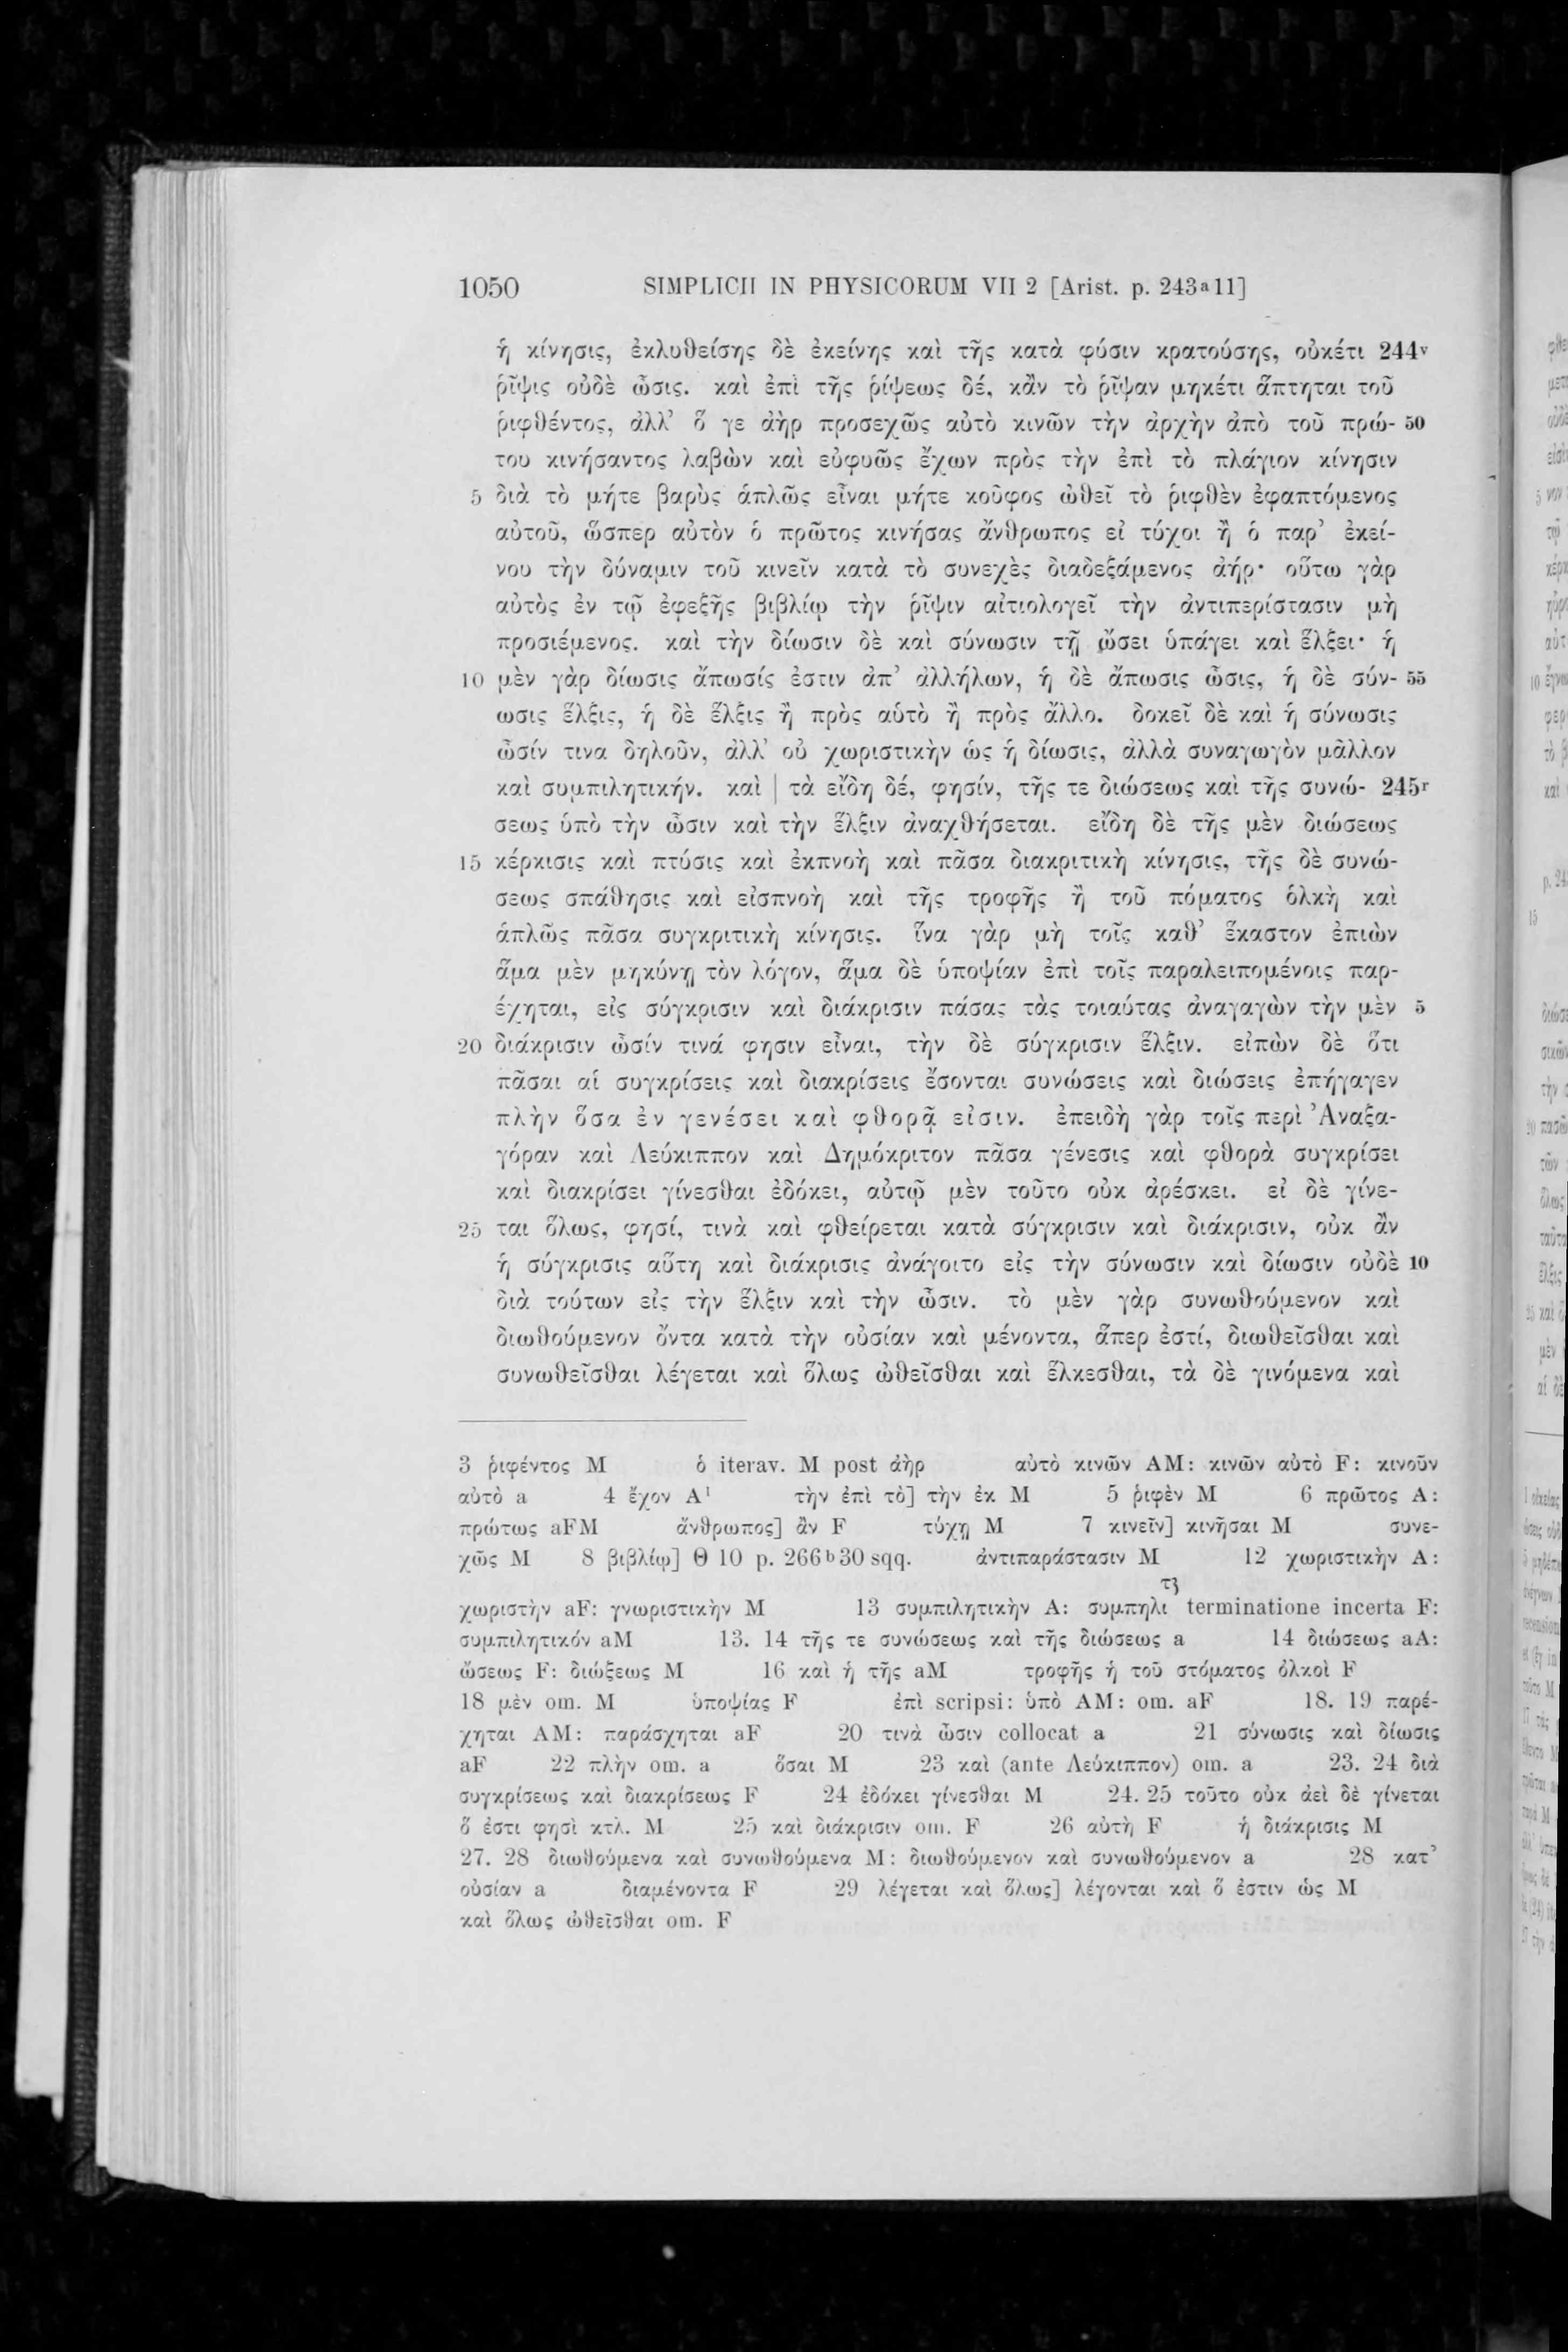 1050 SIMPLICII IN PHYSICORUM VII 2 [Arist. p. 243a11]
ἡ κίνησις, ἐκλυθείσης δὲ ἐκείνης καὶ τῆς κατὰ φύσιν κρατούσης, οὐκέτι 244v
ῥῖψις οὐδὲ ὦσις. καὶ ἐπὶ τῆς ῥίψεως δέ, κἂν τὸ ῥῖψαν μηκέτι ἅπτηται τοῦ
ῥιφθέντος, ἀλλ’ ὅ γε ἀὴρ προσεχῶς αὐτὸ κινῶν τὴν ἀρχὴν ἀπὸ τοῦ πρώ- 50
του κινήσαντος λαβὼν καὶ εὐφυῶς ἔχων πρὸς τὴν ἐπὶ τὸ πλάγιον κίνησιν
5 διὰ τὸ μήτε βαρὺς ἁπλῶς εἶναι μήτε κοῦφος ὠθεῖ τὸ ῥιφθὲν ἐφαπτόμενος
αὐτοῦ, ὥσπερ αὐτὸν ὁ πρῶτος κινήσας ἄνθρωπος εἰ τύχοι ἢ ὁ παρ’ ἐκεί-
νου τὴν δύναμιν τοῦ κινεῖν κατὰ τὸ συνεχὲς διαδεξάμενος ἀήρ· οὕτω γὰρ
αὐτὸς ἐν τῷ ἐφεξῆς βιβλίῳ τὴν ῥῖψιν αἰτιολογεῖ τὴν ἀντιπερίστασιν μὴ
προσιέμενος. καὶ τὴν δίωσιν δὲ καὶ σύνωσιν τῇ ὤσει ὑπάγει καὶ ἕλξει· ἡ
10 μὲν γὰρ δίωσις ἄπωσίς ἐστιν ἀπ’ ἀλλήλων, ἡ δὲ ἄπωσις ὦσις, ἡ δὲ σύν- 55
ωσις ἕλξις, ἡ δὲ ἕλξις ἢ πρὸς αὑτὸ ἢ πρὸς ἄλλο. δοκεῖ δὲ καὶ ἡ σύνωσις
ὦσίν τινα δηλοῦν, ἀλλ’ οὐ χωριστικὴν ὡς ἡ δίωσις, ἀλλὰ συναγωγὸν μᾶλλον
καὶ συμπιλητικήν. καὶ | τὰ εἴδη δέ, φησίν, τῆς τε διώσεως καὶ τῆς συνώ- 245r
σεως ὑπὸ τὴν ὦσιν καὶ τὴν ἕλξιν ἀναχθήσεται. εἴδη δὲ τῆς μὲν διώσεως
15 κέρκισις καὶ πτύσις καὶ ἐκπνοὴ καὶ πᾶσα διακριτικὴ κίνησις, τῆς δὲ συνώ-
σεως σπάθησις καὶ εἰσπνοὴ καὶ τῆς τροφῆς ἢ τοῦ πόματος ὁλκὴ καὶ
ἁπλῶς πᾶσα συγκριτικὴ κίνησις. ἵνα γὰρ μὴ τοῖς καθ’ ἕκαστον ἐπιὼν
ἅμα μὲν μηκύνῃ τὸν λόγον, ἅμα δὲ ὑποψίαν ἐπὶ τοῖς παραλειπομένοις παρ-
έχηται, εἰς σύγκρισιν καὶ διάκρισιν πάσας τὰς τοιαύτας ἀναγαγὼν τὴν μὲν 5
20 διάκρισιν ὦσίν τινά φησιν εἶναι, τὴν δὲ σύγκρισιν ἕλξιν. εἰπὼν δὲ ὅτι
πᾶσαι αἱ συγκρίσεις καὶ διακρίσεις ἔσονται συνώσεις καὶ διώσεις ἐπήγαγεν
πλὴν ὅσα ἐν γενέσει καὶ φθορᾷ εἰσιν. ἐπειδὴ γὰρ τοῖς περὶ Ἀναξα-
γόραν καὶ Λεύκιππον καὶ Δημόκριτον πᾶσα γένεσις καὶ φθορὰ συγκρίσει
καὶ διακρίσει γίνεσθαι ἐδόκει, αὐτῷ μὲν τοῦτο οὐκ ἀρέσκει. εἰ δὲ γίνε-
25 ται ὅλως, φησί, τινὰ καὶ φθείρεται κατὰ σύγκρισιν καὶ διάκρισιν, οὐκ ἂν
ἡ σύγκρισις αὕτη καὶ διάκρισις ἀνάγοιτο εἰς τὴν σύνωσιν καὶ δίωσιν οὐδὲ 10
διὰ τούτων εἰς τὴν ἕλξιν καὶ τὴν ὦσιν. τὸ μὲν γὰρ συνωθούμενον καὶ
διωθούμενον ὄντα κατὰ τὴν οὐσίαν καὶ μένοντα, ἅπερ ἐστί, διωθεῖσθαι καὶ
συνωθεῖσθαι λέγεται καὶ ὅλως ὠθεῖσθαι καὶ ἕλκεσθαι, τὰ δὲ γινόμενα καὶ
3 ῥιφέντος M ὁ iterav. M post ἀὴρ αὐτὸ κινῶν AM: κινῶν αὐτὸ F: κινοῦν
αὐτὸ a 4 ἔχον A1 τὴν ἐπὶ τὸ] τὴν ἐκ M 5 ῥιφὲν M 6 πρῶτος A:
πρώτως aFM ἄνθρωπος] ἂν F τύχῃ M 7 κινεῖν] κινῆσαι M συνε-
χῶς M 8 βιβλίῳ] Θ 10 p. 266b30 sqq. ἀντιπαράστασιν M 12 χωριστικὴν A:
χωριστὴν aF: γνωριστικὴν M 13 συμπιλητικὴν A: συμπηλι terminatione incerta F:
συμπιλητικόν aM 13. 14 τῆς τε συνώσεως καὶ τῆς διώσεως a 14 διώσεως aA:
ὤσεως F: διώξεως M 16 καὶ ἡ τῆς aM τροφῆς ἡ τοῦ στόματος ὁλκοὶ F
18 μὲν om. M ὑποψίας F ἐπὶ scripsi: ὑπὸ AM: om. aF 18. 19 παρέ-
χηται AM: παράσχηται aF 20 τινὰ ὦσιν collocat a 21 σύνωσις καὶ δίωσις
aF 22 πλὴν om. a ὅσαι M 23 καὶ (ante Λεύκιππον) om. a 23. 24 διὰ
συγκρίσεως καὶ διακρίσεως F 24 ἐδόκει γίνεσθαι M 24. 25 τοῦτο οὐκ ἀεὶ δὲ γίνεται
ὅ ἐστι φησὶ κτλ. M 25 καὶ διάκρισιν om. F 26 αὐτὴ F ἡ διάκρισις M
27. 28 διωθούμενα καὶ συνωθούμενα M: διωθούμενον καὶ συνωθούμενον a 28 κατ’
οὐσίαν a διαμένοντα F 29 λέγεται καὶ ὅλως] λέγονται καὶ ὅ ἐστιν ὡς M
καὶ ὅλως ὠθεῖσθαι om. F